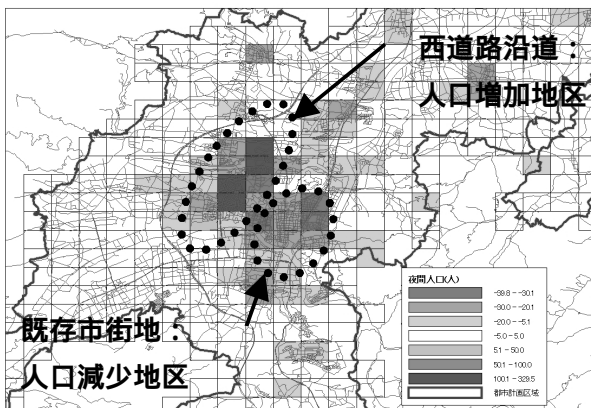 西道路沿道：
人口増加地区
既存市街地：
人口減少地区
夜間人口(人)
-39.8 - -30.1
-30.0 - -20.1
-20.0 - -5.1
-5.0 - 5.0
5.1 - 50.0
50.1 - 100.0
100.1 - 329.5
都市計画区域